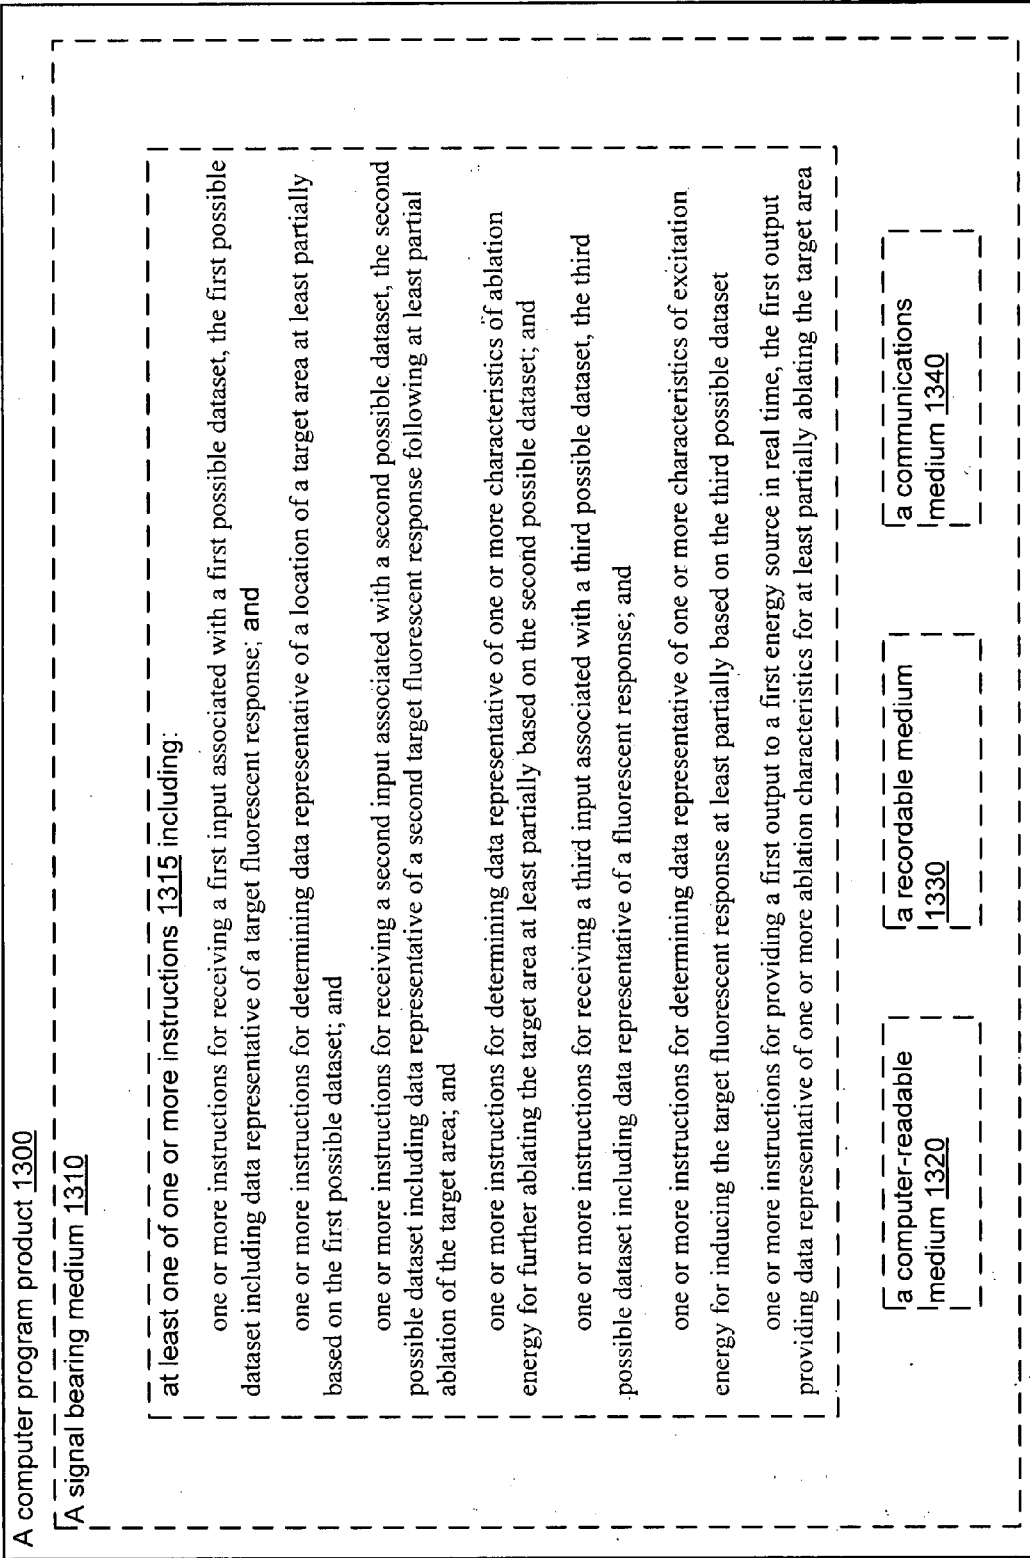 A computer program product 1300
A signal bearing medium 1310
at least one of one or more instructions 1315 including:
one or more instructions for receiving a first input associated with a first possible dataset, the first possible
dataset including data representative of a target fluorescent response; and
one or more instructions for determining data representative of a location of a target area at least partially
based on the first possible dataset; and
one or more instructions for receiving a second input associated with a second possible dataset, the second
possible dataset including data representative of a second target fluorescent response following at least partial
ablation of the target area; and
one or more instructions for determining data representative of one or more characteristics of ablation
energy for further ablating the target area at least partially based on the second possible dataset; and
one or more instructions for receiving a third input associated with a third possible dataset, the third
possible dataset including data representative of a fluorescent response; and
one or more instructions for determining data representative of one or more characteristics of excitation
energy for inducing the target fluorescent response at least partially based on the third possible dataset
one or more instructions for providing a first output to a first energy source in real time, the first output
providing data representative of one or more ablation characteristics for at least partially ablating the target area
a computer-readable
medium 1320
a recordable medium
1330
a communications
medium 1340